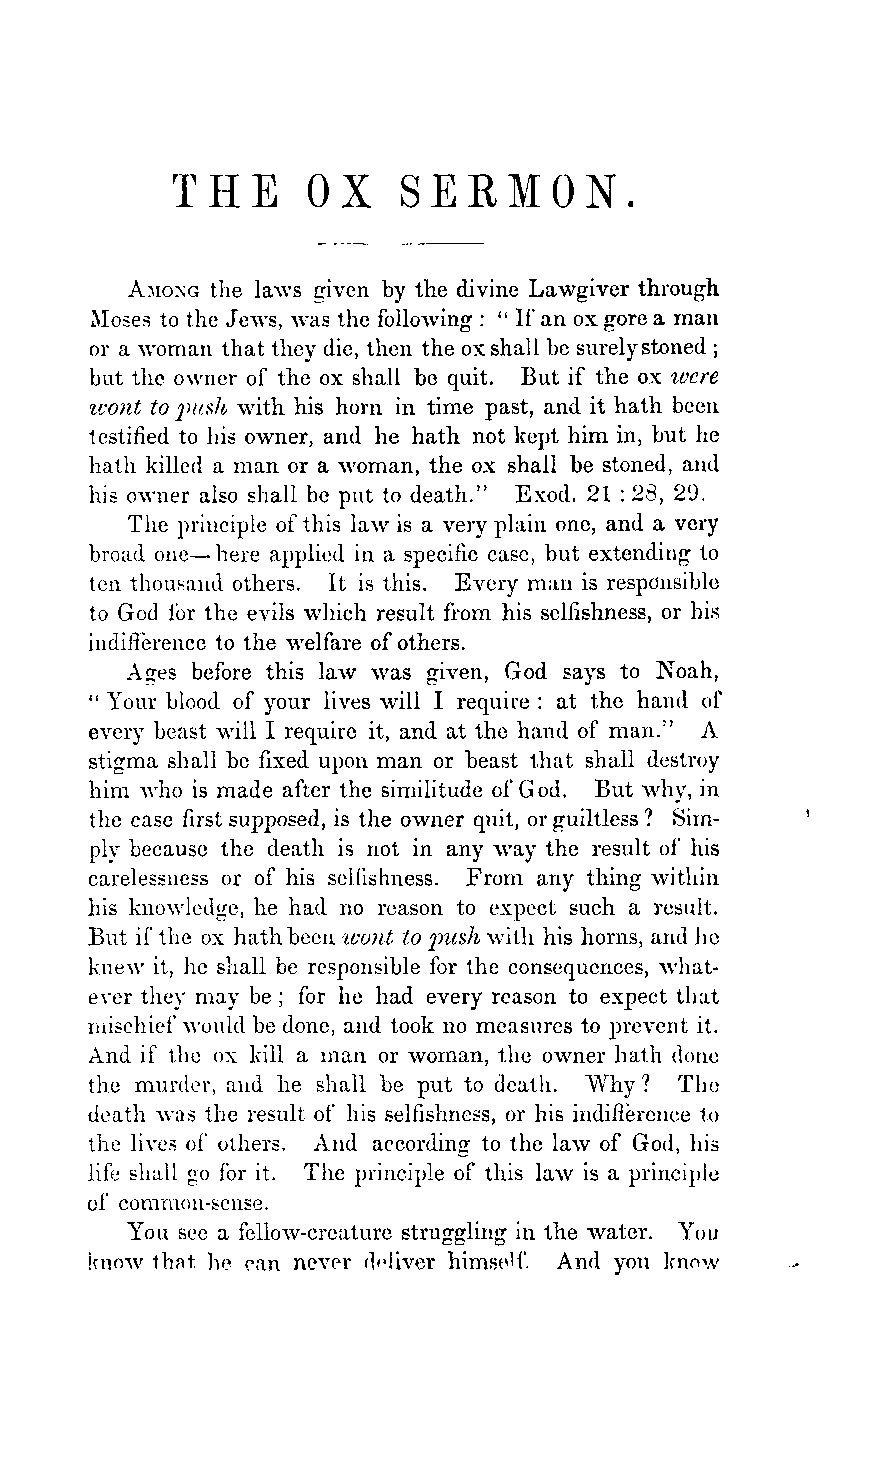 THE OX SERMON.
AMONG the laws given by the divine Lawgiver through
Moses to the Jews, was the following : " If an ox gore a man
or a woman that they die, then the ox shall be surely stoned ;
but the owner of the ox shall be quit. But if the ox were
wont to push with his horn in time past, and it hath been
testified to his owner, and he hath not kept him in, but he
hath killed a man or a woman, the ox shall be stoned, and
his owner also shall be put to death." Exod. 21 : 28, 29.
The principle of this law is a very plain one, and a very
broad one—here applied in a specific case, but extending to
ten thousand others. It is this. Every man is responsible
to God for the evils which result from his selfishness, or his
indifference to the welfare of others.
Ages before this law was given, God says to Noah,
" Your blood of your lives will I require : at the hand of
every beast will I require it, and at the hand of man." A
stigma shall be fixed upon man or beast that shall destroy
him who is made after the similitude of God. But why, in
the case first supposed, is the owner quit, or guiltless ? Sim-
ply because the death is not in any way the result of his
carelessness or of his selfishness. From any thing within
his knowledge, he had no reason to expect such a result.
But if the ox hath been wont to push with his horns, and he
knew it, he shall be responsible for the consequences, what-
ever they may be ; for he had every reason to expect that
mischief would be done, and took no measures to prevent it.
And if the ox kill a man or woman, the owner hath done
the murder, and he shall be put to death. Why ? The
death was the result of his selfishness, or his indifference to
the lives of others. And according to the law of God, his
life shall go for it. The principle of this law is a principle
of common-sense.
You see a fellow-creature struggling in the water. You
know that he can never deliver himself. And you know